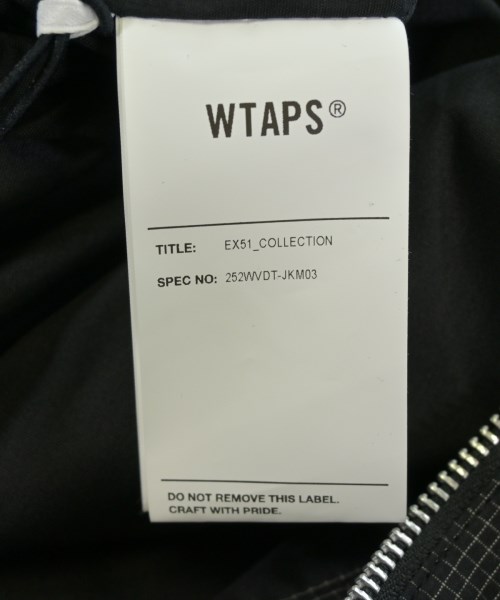 WTAPS®
TITLE: EX51_COLLECTION
SPEC NO: 252WVDT-JKM03
DO NOT REMOVE THIS LABEL.
CRAFT WITH PRIDE.